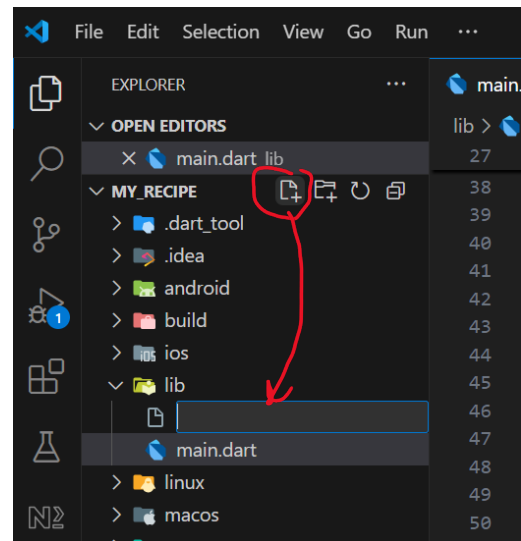 File Edit Selection View Go Run ...
EXPLORER ...
OPEN EDITORS
main.dart lib
MY_RECIPE
.dart_tool
.idea
android
build
ios
lib
main.dart
linux
macos
1
main.
lib >
27
38
39
40
41
42
43
44
45
46
47
48
49
50